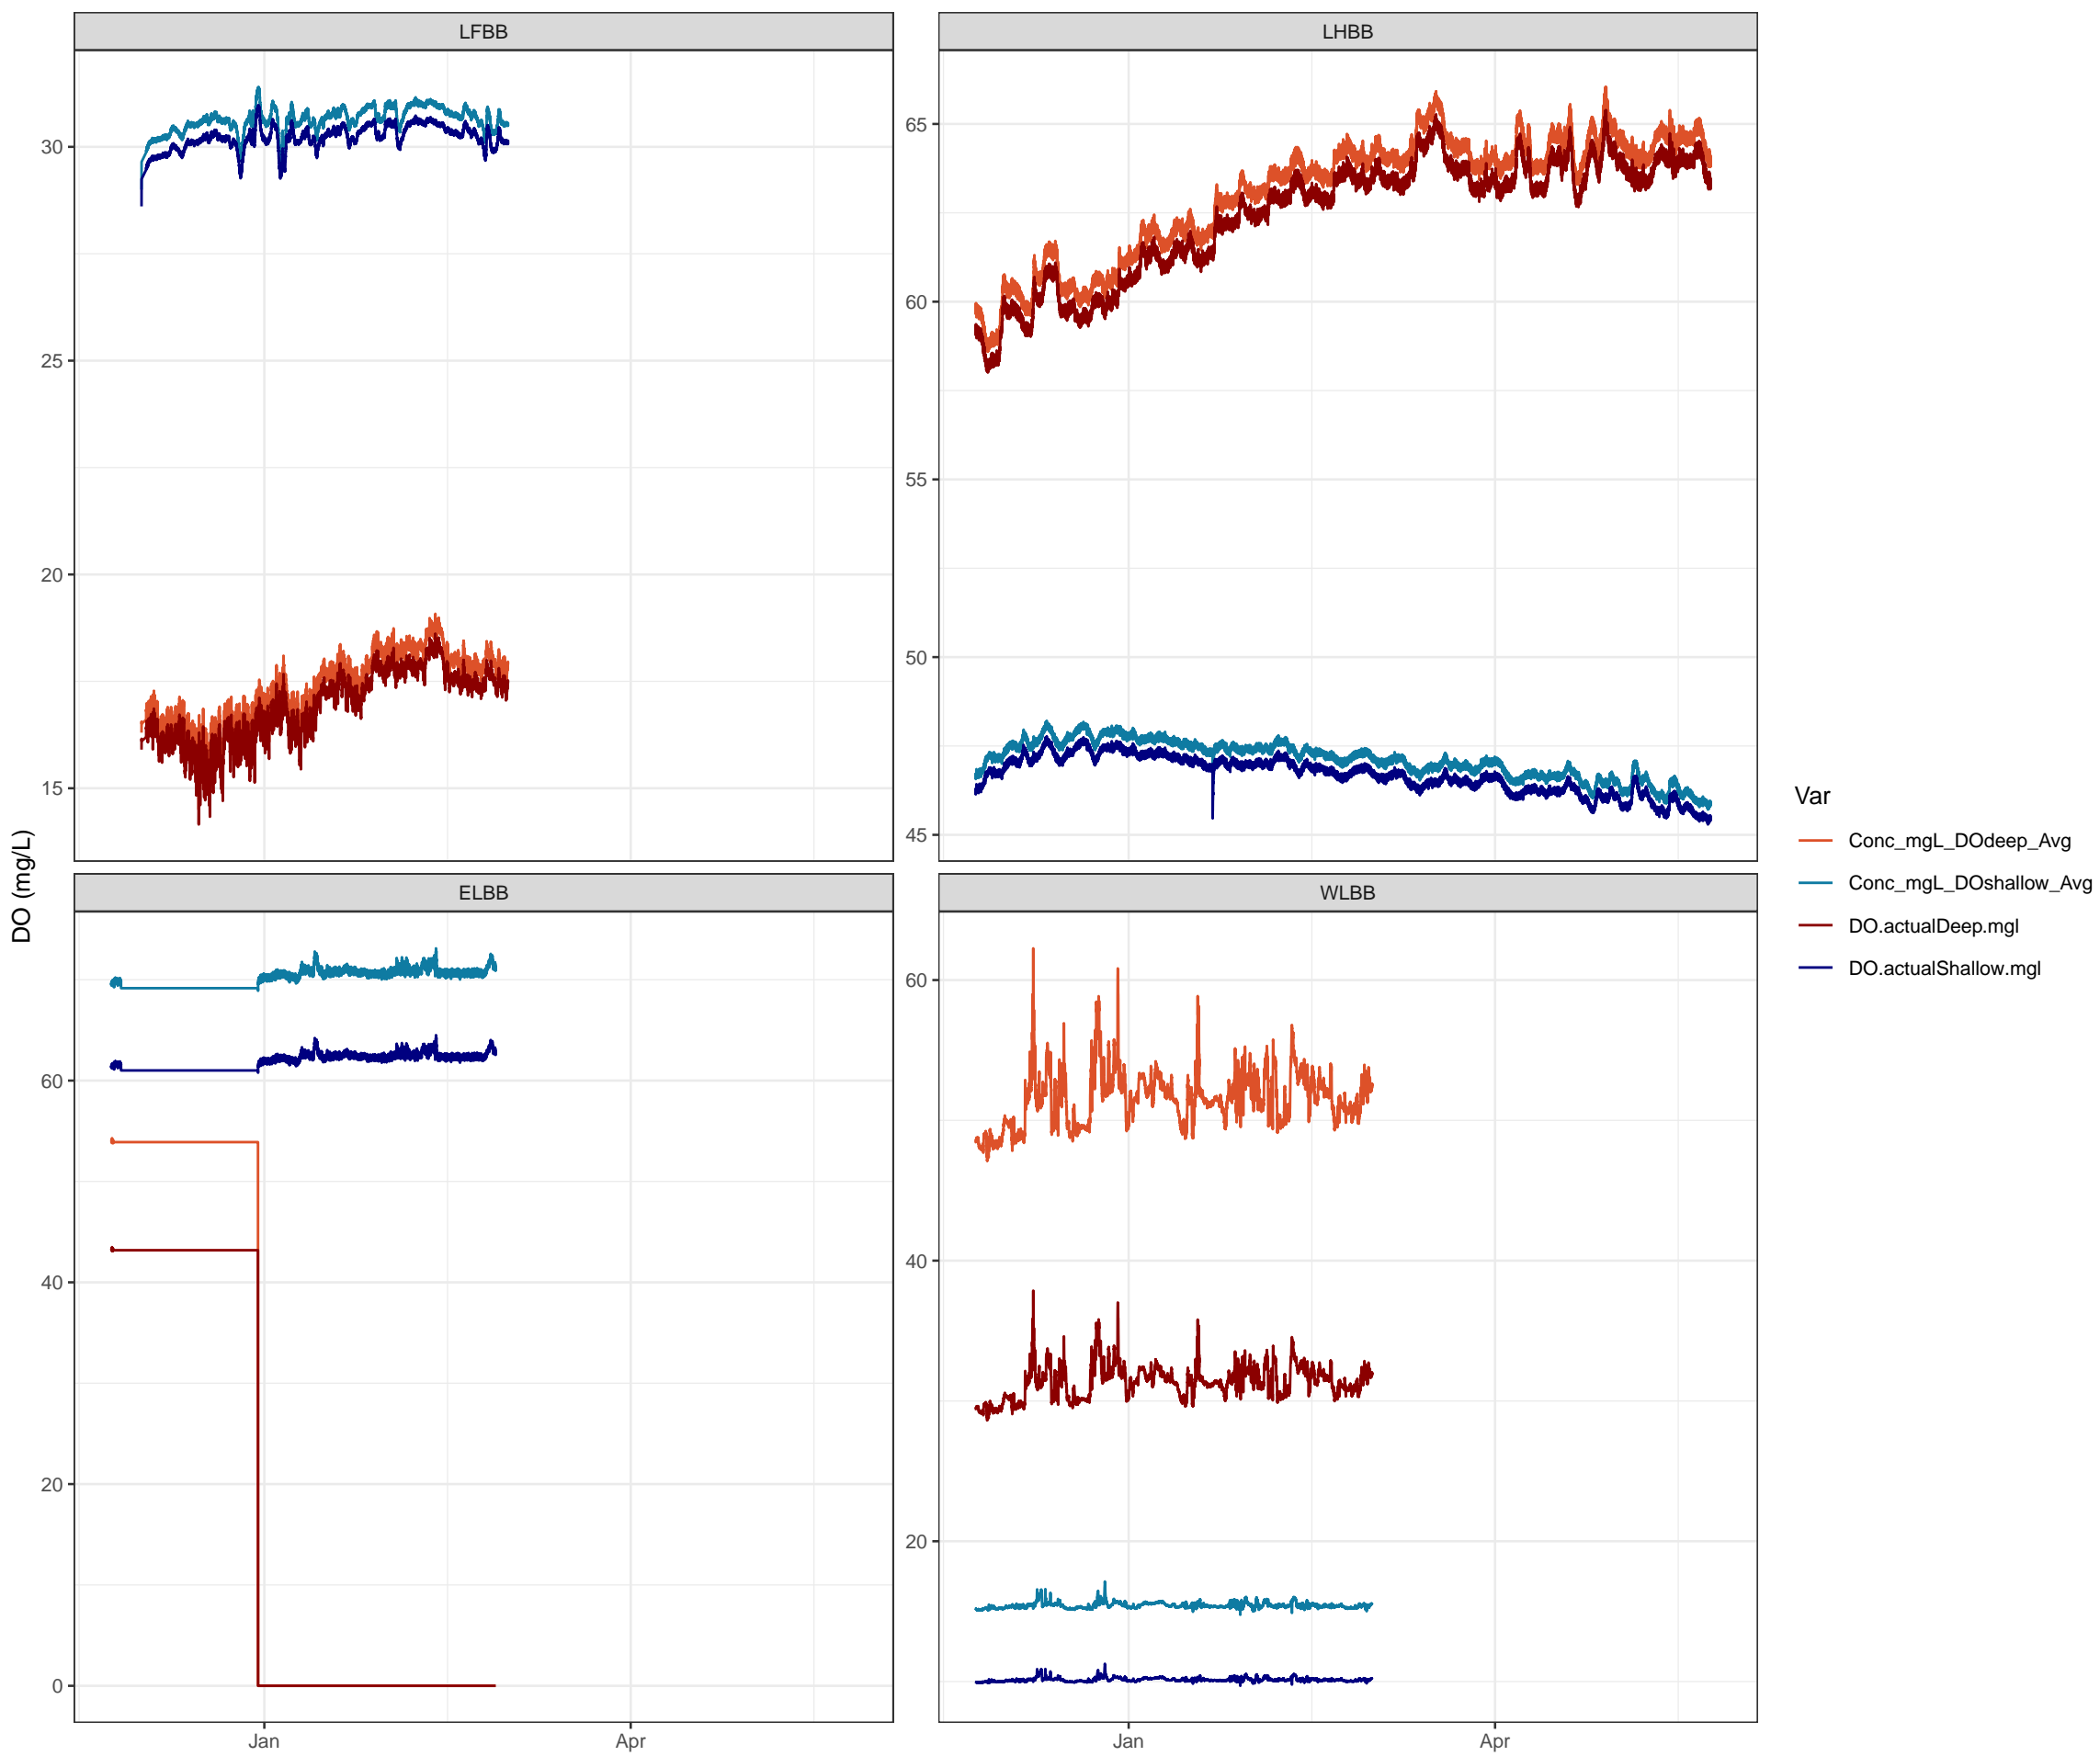 LFBB
LHBB
30
25
20
15
65
60
55
50
45
DO (mg/L)
ELBB
WLBB
60
40
20
0
60
40
20
Jan
Apr
Jan
Apr
Var
Conc_mgL_DOdeep_Avg
Conc_mgL_DOshallow_Avg
DO.actualDeep.mgl
DO.actualShallow.mgl